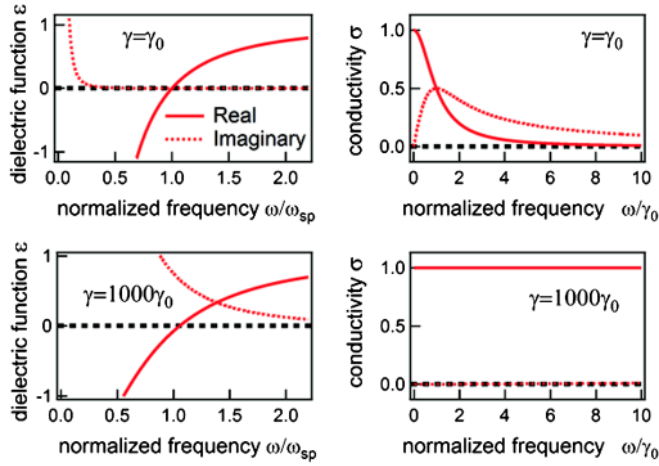 dielectric function ε
1
0
-1
γ=γ₀
Real
Imaginary
0.0 0.5 1.0 1.5 2.0
normalized frequency ω/ωsp
conductivity σ
1.0
0.5
0.0
γ=γ₀
0 2 4 6 8 10
normalized frequency ω/γ₀
dielectric function ε
1
0
-1
γ=1000γ₀
0.0 0.5 1.0 1.5 2.0
normalized frequency ω/ωsp
conductivity σ
1.0
0.5
0.0
γ=1000γ₀
0 2 4 6 8 10
normalized frequency ω/γ₀